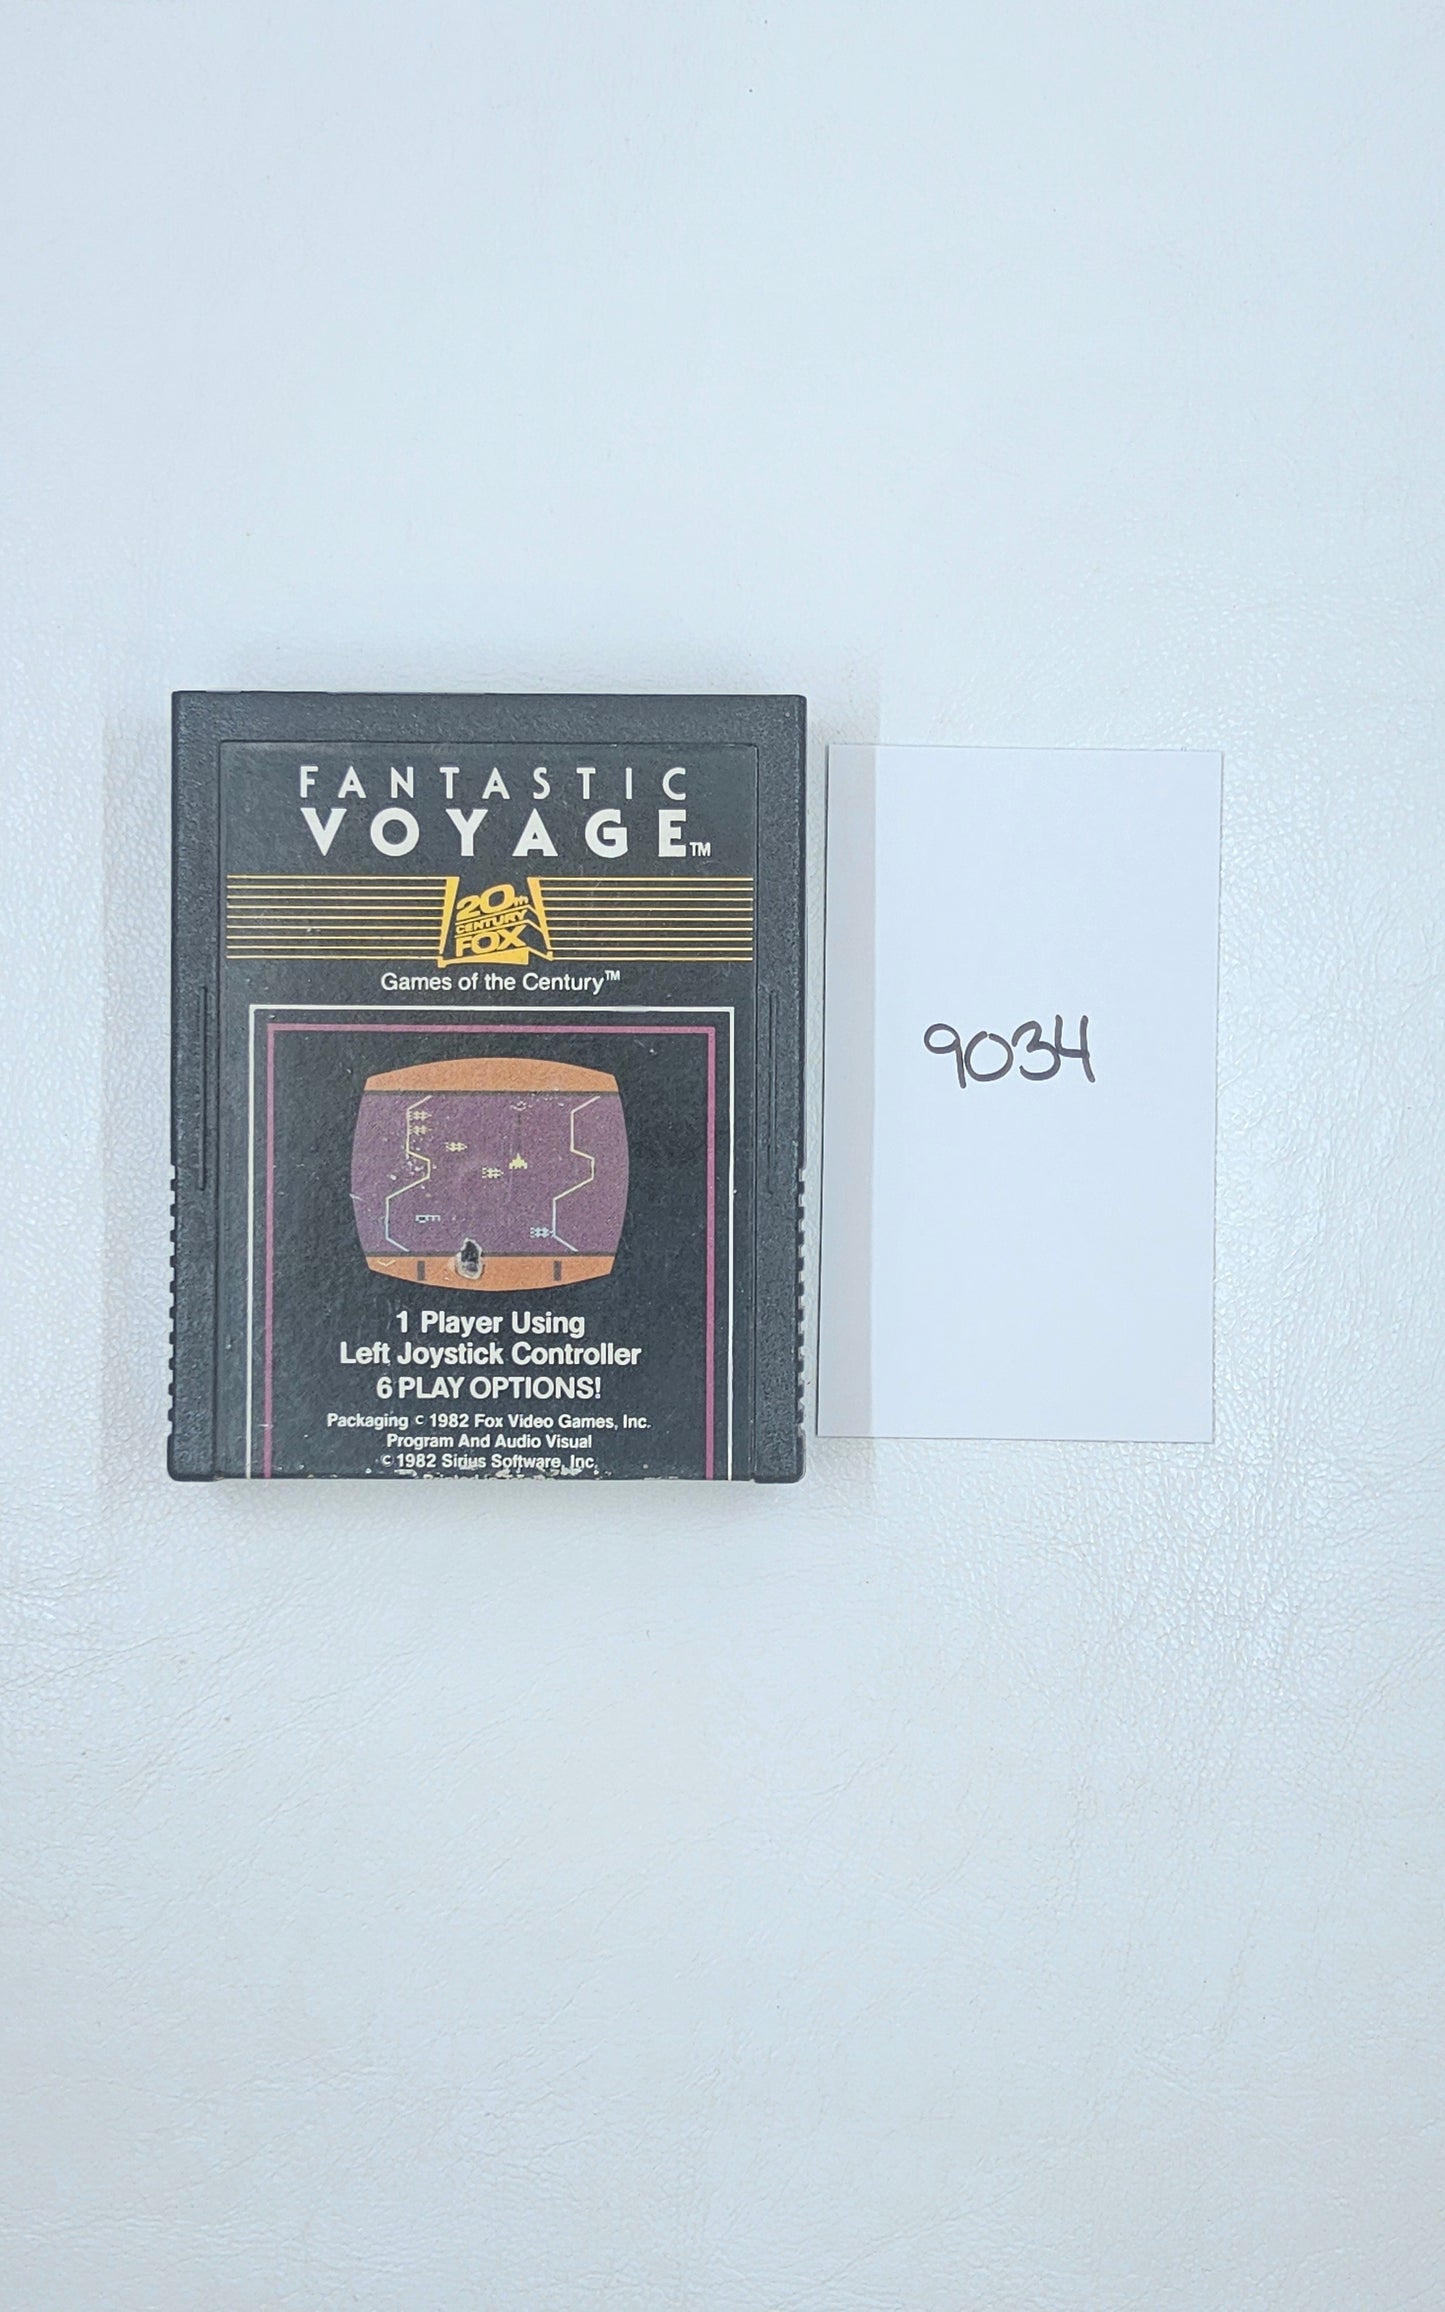 FANTASTIC
VOYAGE™
20th
CENTURY
FOX
Games of the Century™
1 Player Using
Left Joystick Controller
6 PLAY OPTIONS!
Packaging © 1982 Fox Video Games, Inc.
Program And Audio Visual
© 1982 Sirius Software, Inc.
9034